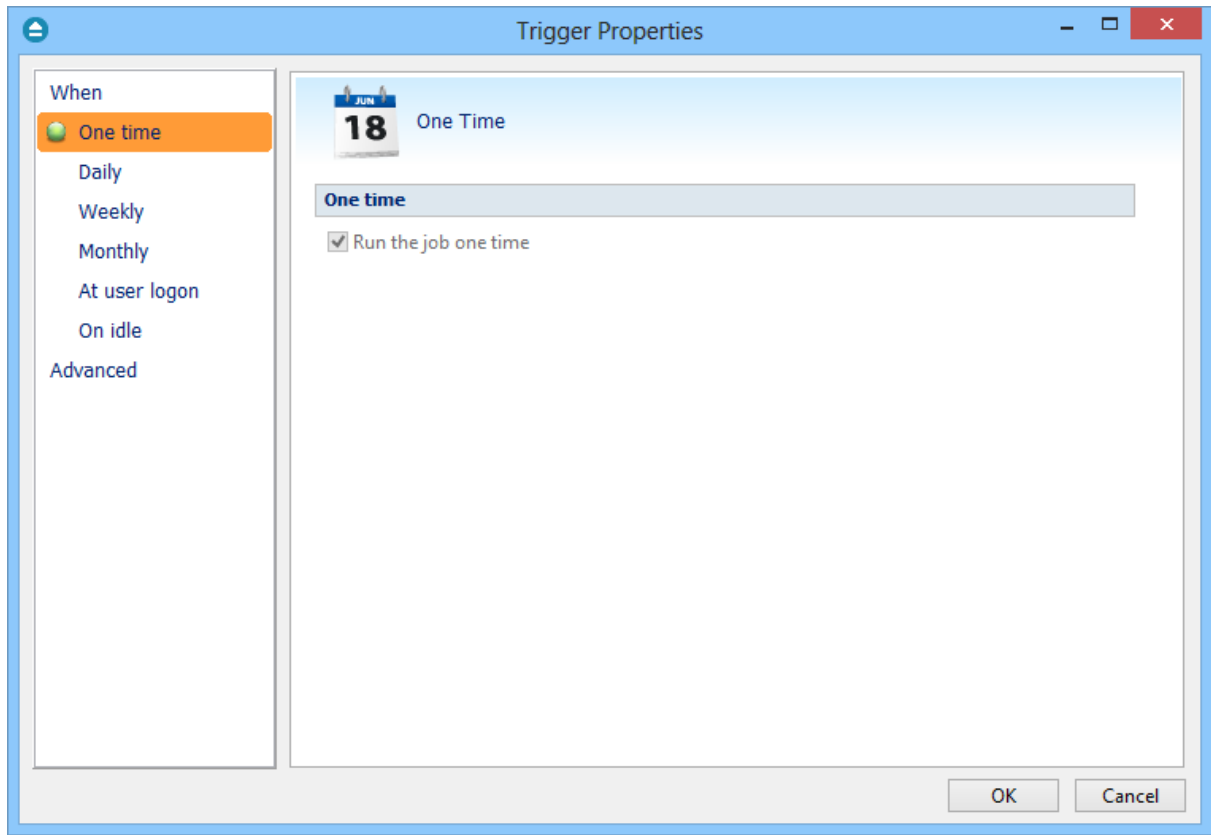 Trigger Properties
When
One time
Daily
Weekly
Monthly
At user logon
On idle
Advanced
JUN
18
One Time
One time
Run the job one time
OK
Cancel